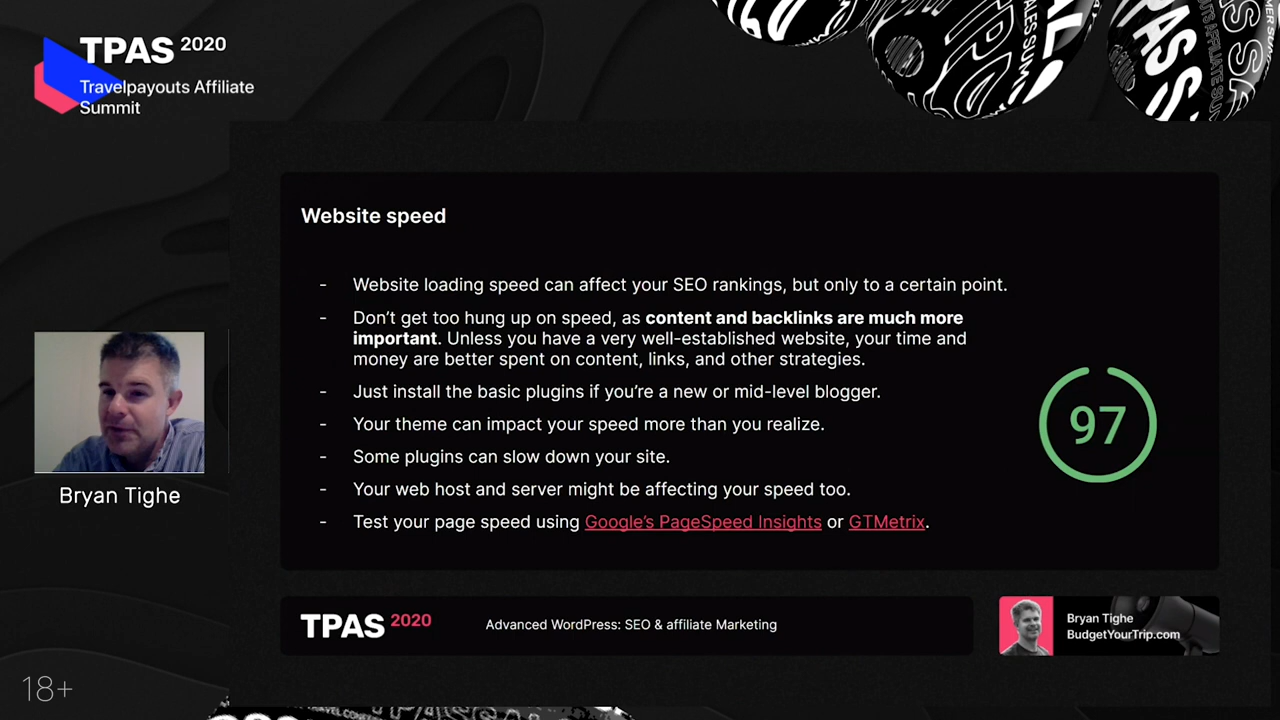 TPAS 2020
Travelpayouts Affiliate
Summit
Website speed
- Website loading speed can affect your SEO rankings, but only to a certain point.
- Don’t get too hung up on speed, as content and backlinks are much more
important. Unless you have a very well-established website, your time and
money are better spent on content, links, and other strategies.
- Just install the basic plugins if you’re a new or mid-level blogger.
- Your theme can impact your speed more than you realize.
- Some plugins can slow down your site.
- Your web host and server might be affecting your speed too.
- Test your page speed using Google’s PageSpeed Insights or GTMetrix.
97
Bryan Tighe
TPAS 2020
Advanced WordPress: SEO & affiliate Marketing
Bryan Tighe
BudgetYourTrip.com
18+